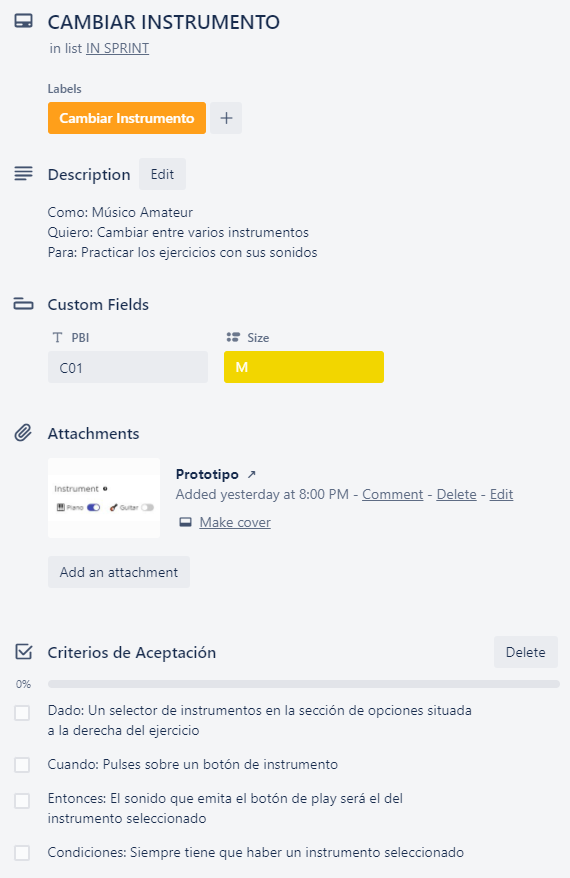 CAMBIAR INSTRUMENTO
in list IN SPRINT
Labels
Cambiar Instrumento
+
Description
Edit
Como: Músico Amateur
Quiero: Cambiar entre varios instrumentos
Para: Practicar los ejercicios con sus sonidos
Custom Fields
PBI
Size
C01
M
Attachments
Instrument
Piano
Guitar
Prototipo ↗
Added yesterday at 8:00 PM - Comment - Delete - Edit
Make cover
Add an attachment
Criterios de Aceptación
Delete
0%
Dado: Un selector de instrumentos en la sección de opciones situada
a la derecha del ejercicio
Cuando: Pulses sobre un botón de instrumento
Entonces: El sonido que emita el botón de play será el del
instrumento seleccionado
Condiciones: Siempre tiene que haber un instrumento seleccionado